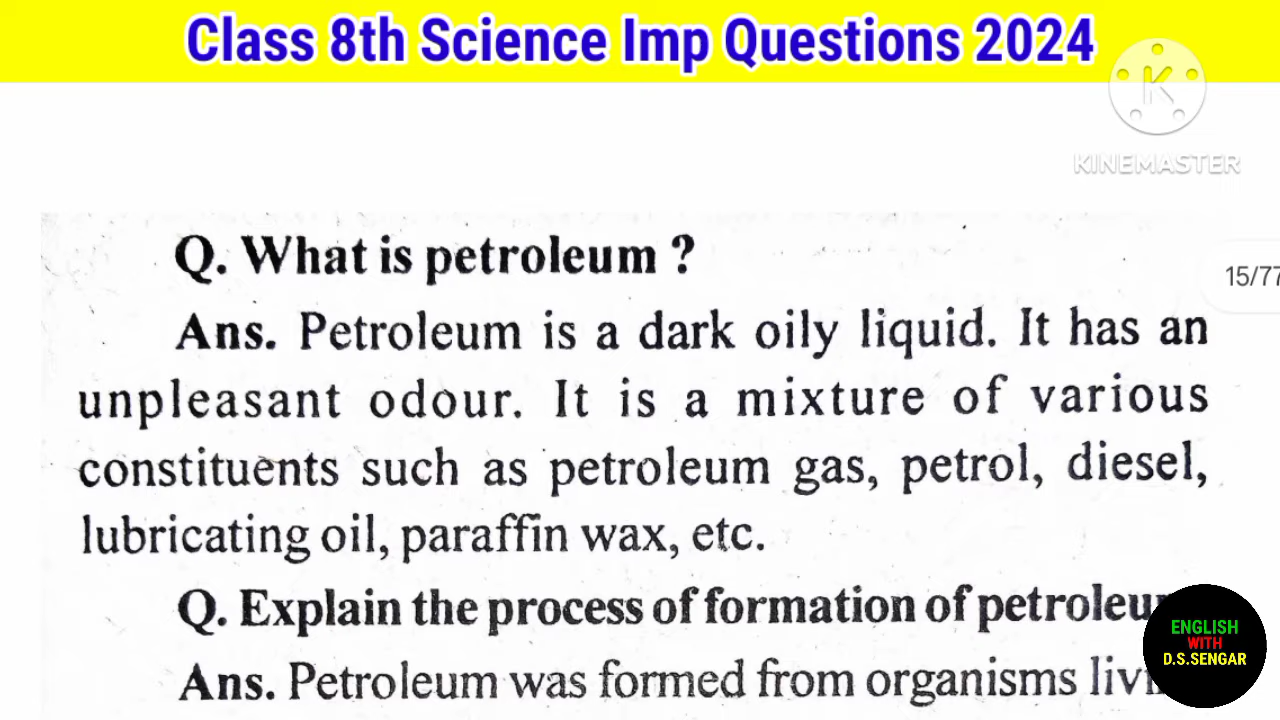 Class 8th Science Imp Questions 2024
K
KINEMASTER
Q. What is petroleum ?
15/77
Ans. Petroleum is a dark oily liquid. It has an
unpleasant odour. It is a mixture of various
constituents such as petroleum gas, petrol, diesel,
lubricating oil, paraffin wax, etc.
Q. Explain the process of formation of
Ans. Petroleum was formed from organisms
ENGLISH
WITH
D.S.SENGAR